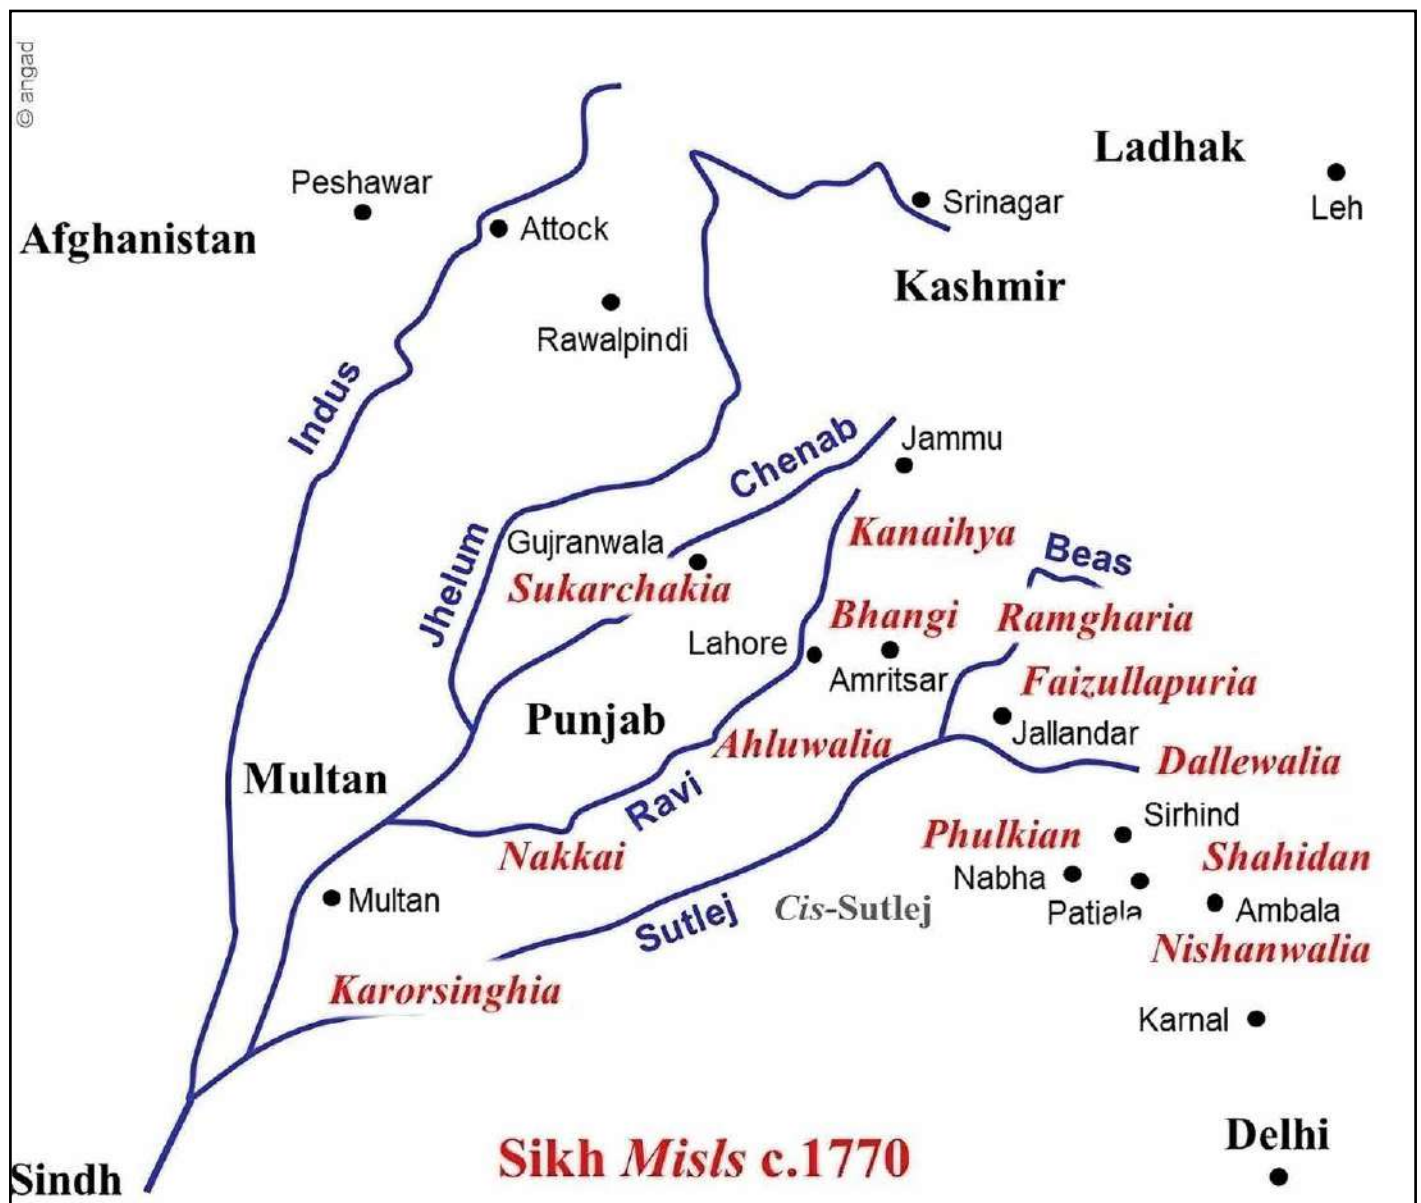 © angad
Ladhak
Peshawar
Srinagar
Leh
Attock
Afghanistan
Kashmir
Rawalpindi
Indus
Chenab
Jammu
Jhelum
Gujranwala
Kanaihya
Beas
Sukarchakia
Bhangi
Ramgharia
Lahore
Amritsar
Faizullapuria
Punjab
Jallandar
Ahluwalia
Dallewalia
Multan
Ravi
Sirhind
Phulkian
Nakkai
Shahidan
Nabha
Multan
Cis-Sutlej
Patiala
Ambala
Sutlej
Nishanwalia
Karorsinghia
Karnal
Delhi
Sikh Misls c.1770
Sindh